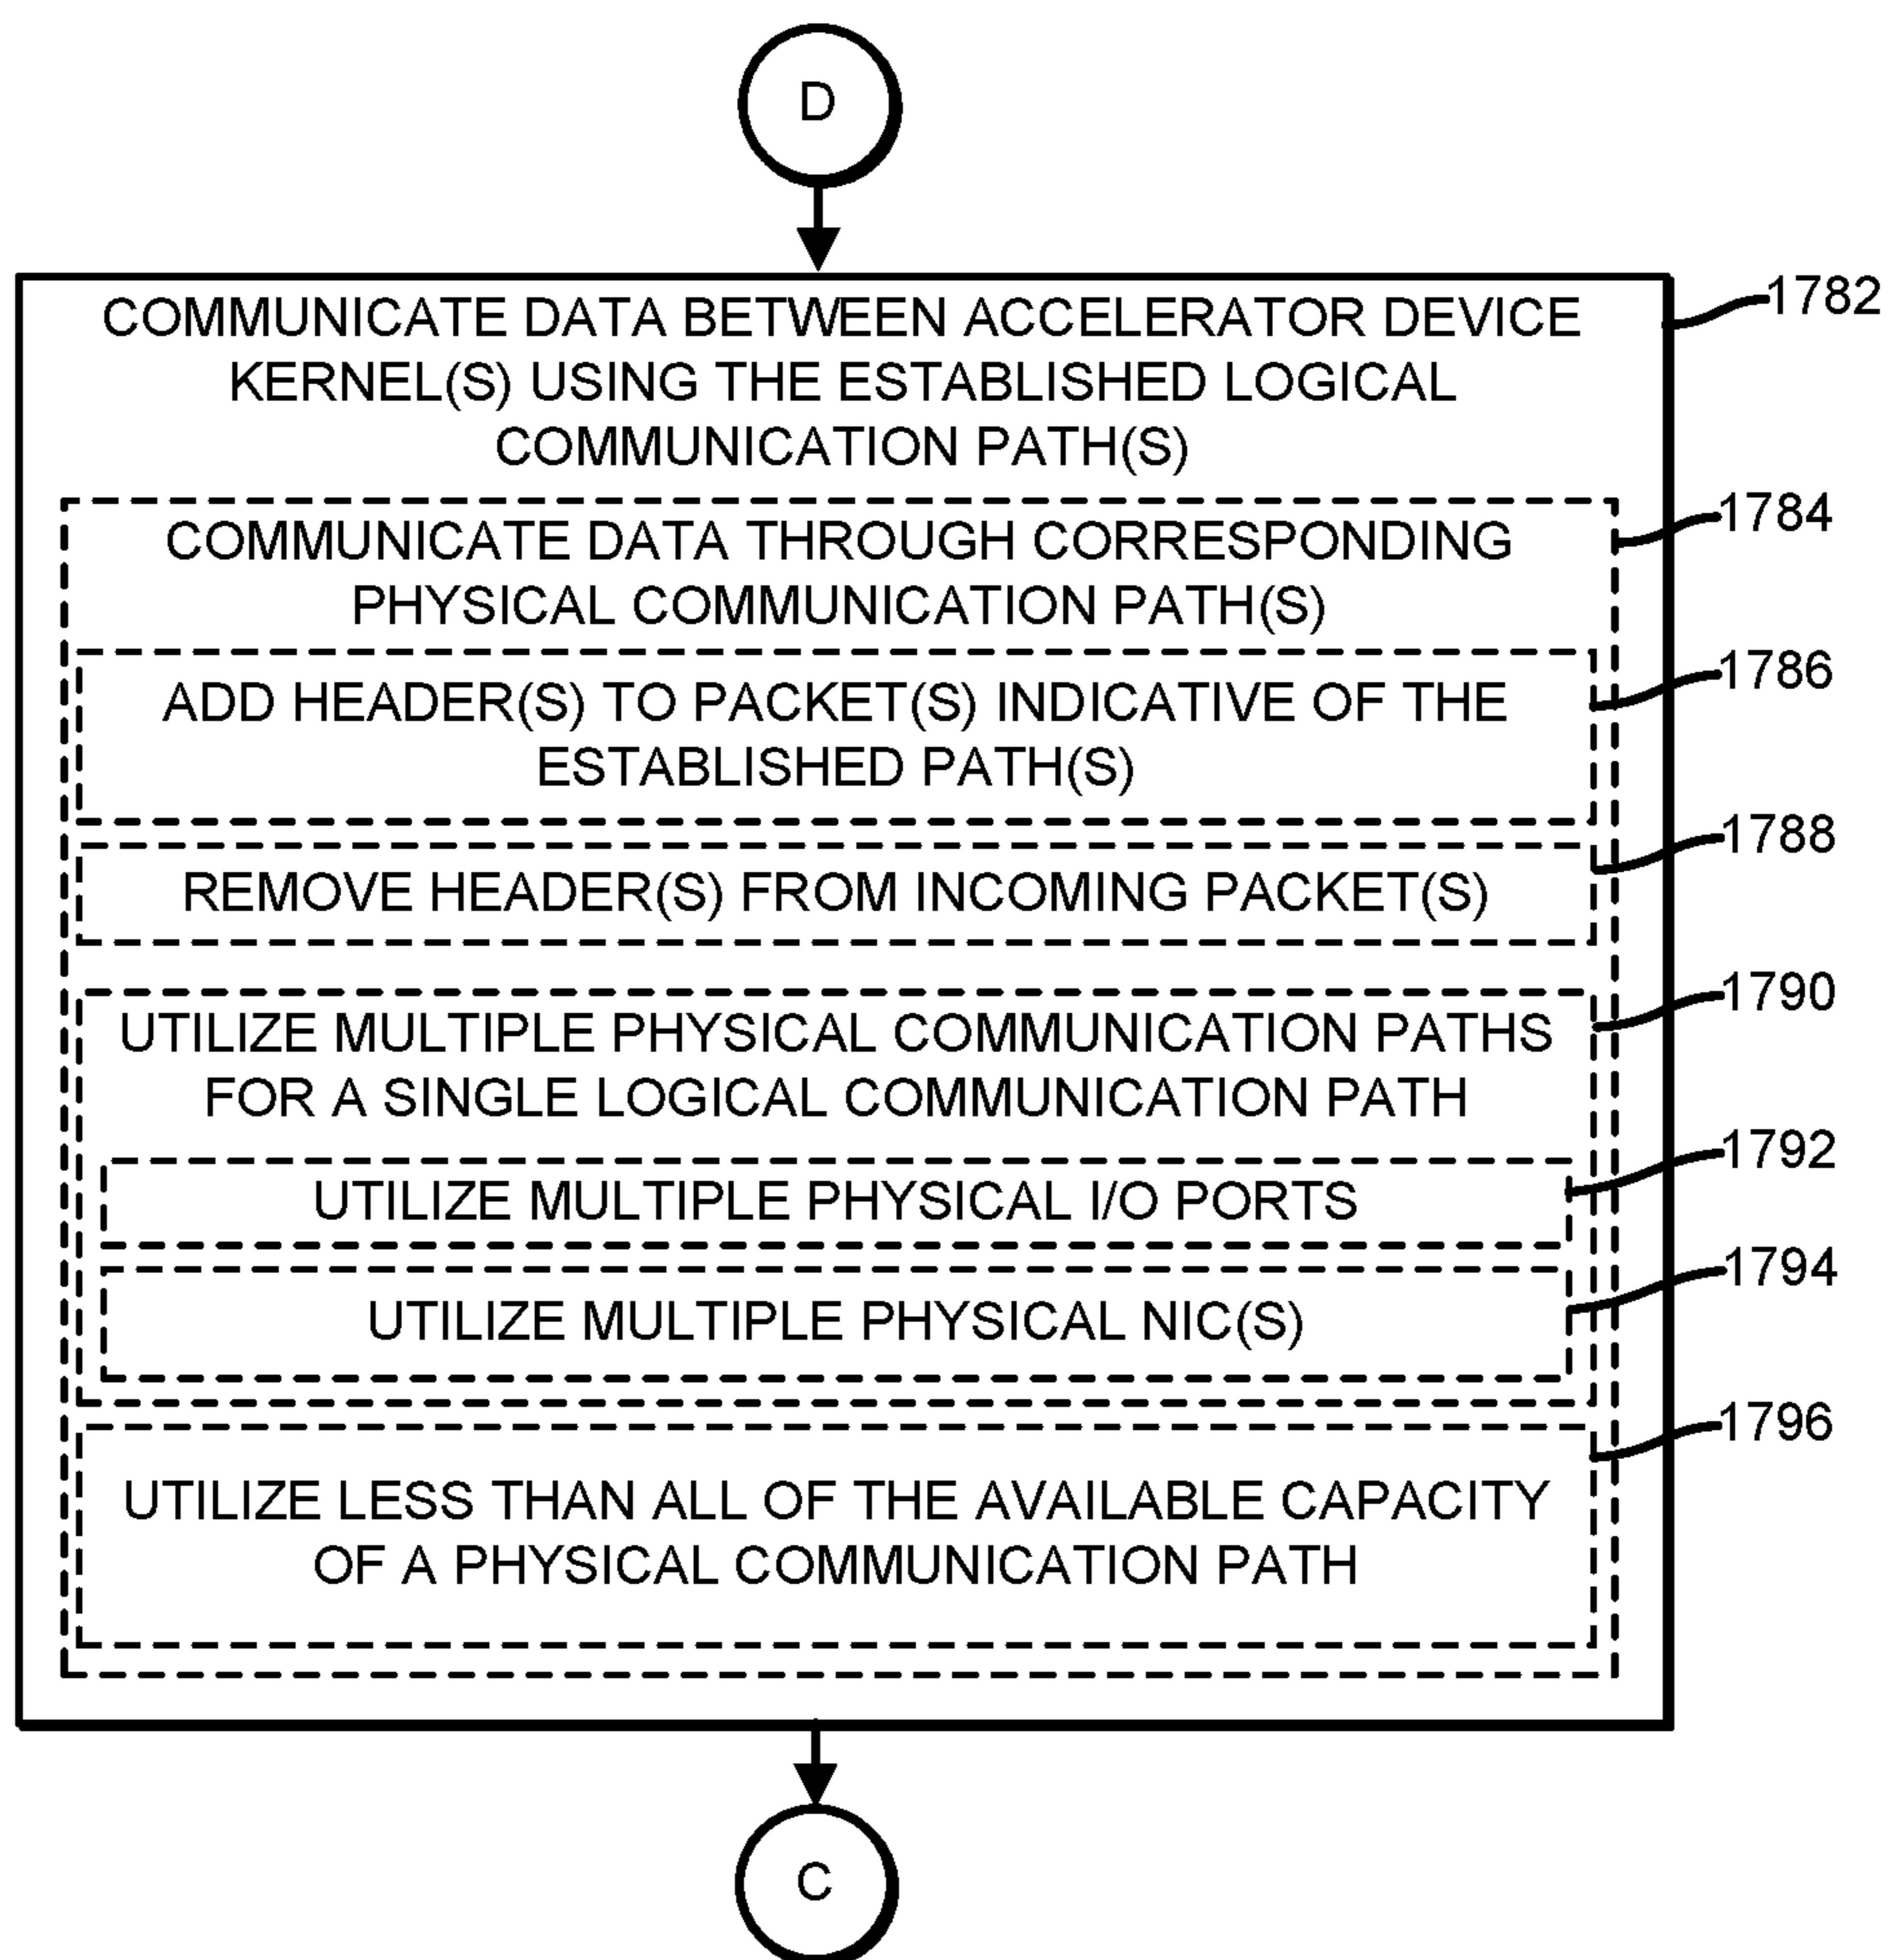 D
COMMUNICATE DATA BETWEEN ACCELERATOR DEVICE
KERNEL(S) USING THE ESTABLISHED LOGICAL
COMMUNICATION PATH(S)
1782
COMMUNICATE DATA THROUGH CORRESPONDING
PHYSICAL COMMUNICATION PATH(S)
1784
ADD HEADER(S) TO PACKET(S) INDICATIVE OF THE
ESTABLISHED PATH(S)
1786
REMOVE HEADER(S) FROM INCOMING PACKET(S)
1788
UTILIZE MULTIPLE PHYSICAL COMMUNICATION PATHS
FOR A SINGLE LOGICAL COMMUNICATION PATH
1790
UTILIZE MULTIPLE PHYSICAL I/O PORTS
1792
UTILIZE MULTIPLE PHYSICAL NIC(S)
1794
UTILIZE LESS THAN ALL OF THE AVAILABLE CAPACITY
OF A PHYSICAL COMMUNICATION PATH
1796
C